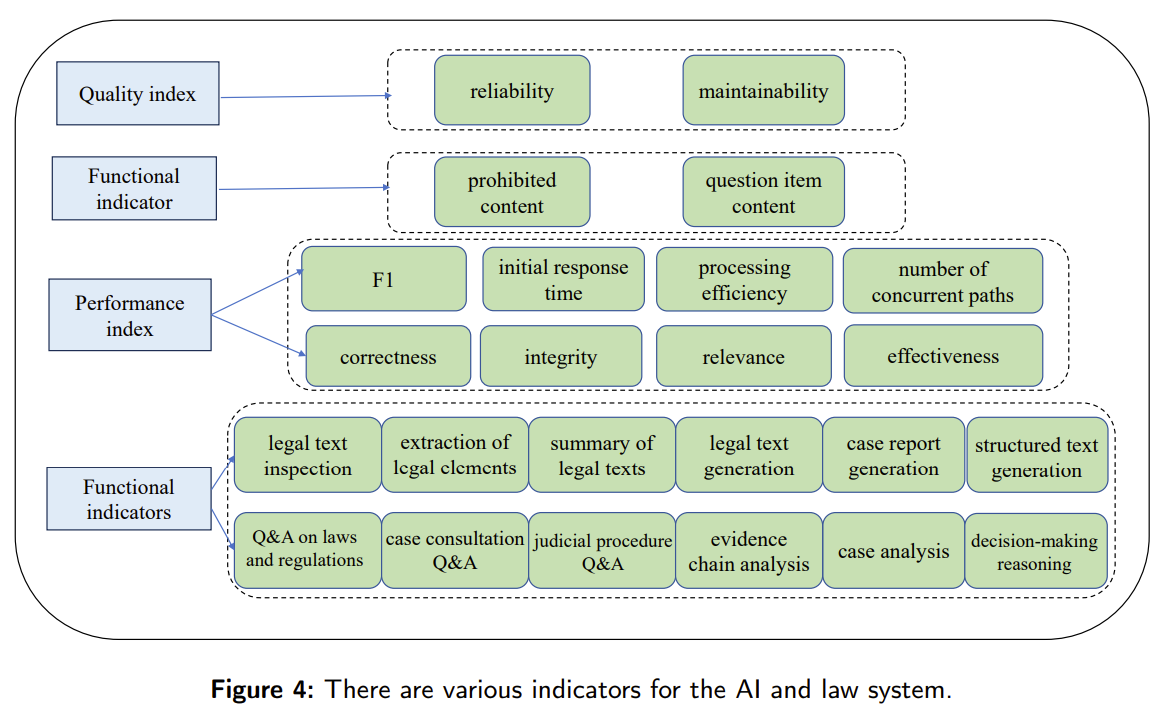 Quality index
reliability
maintainability
Functional
indicator
prohibited
content
question item
content
Performance
index
F1
initial response
time
processing
efficiency
number of
concurrent paths
correctness
integrity
relevance
effectiveness
Functional
indicators
legal text
inspection
extraction of
legal elements
summary of
legal texts
legal text
generation
case report
generation
structured text
generation
Q&A on laws
and regulations
case consultation
Q&A
judicial procedure
Q&A
evidence
chain analysis
case analysis
decision-making
reasoning
Figure 4: There are various indicators for the AI and law system.